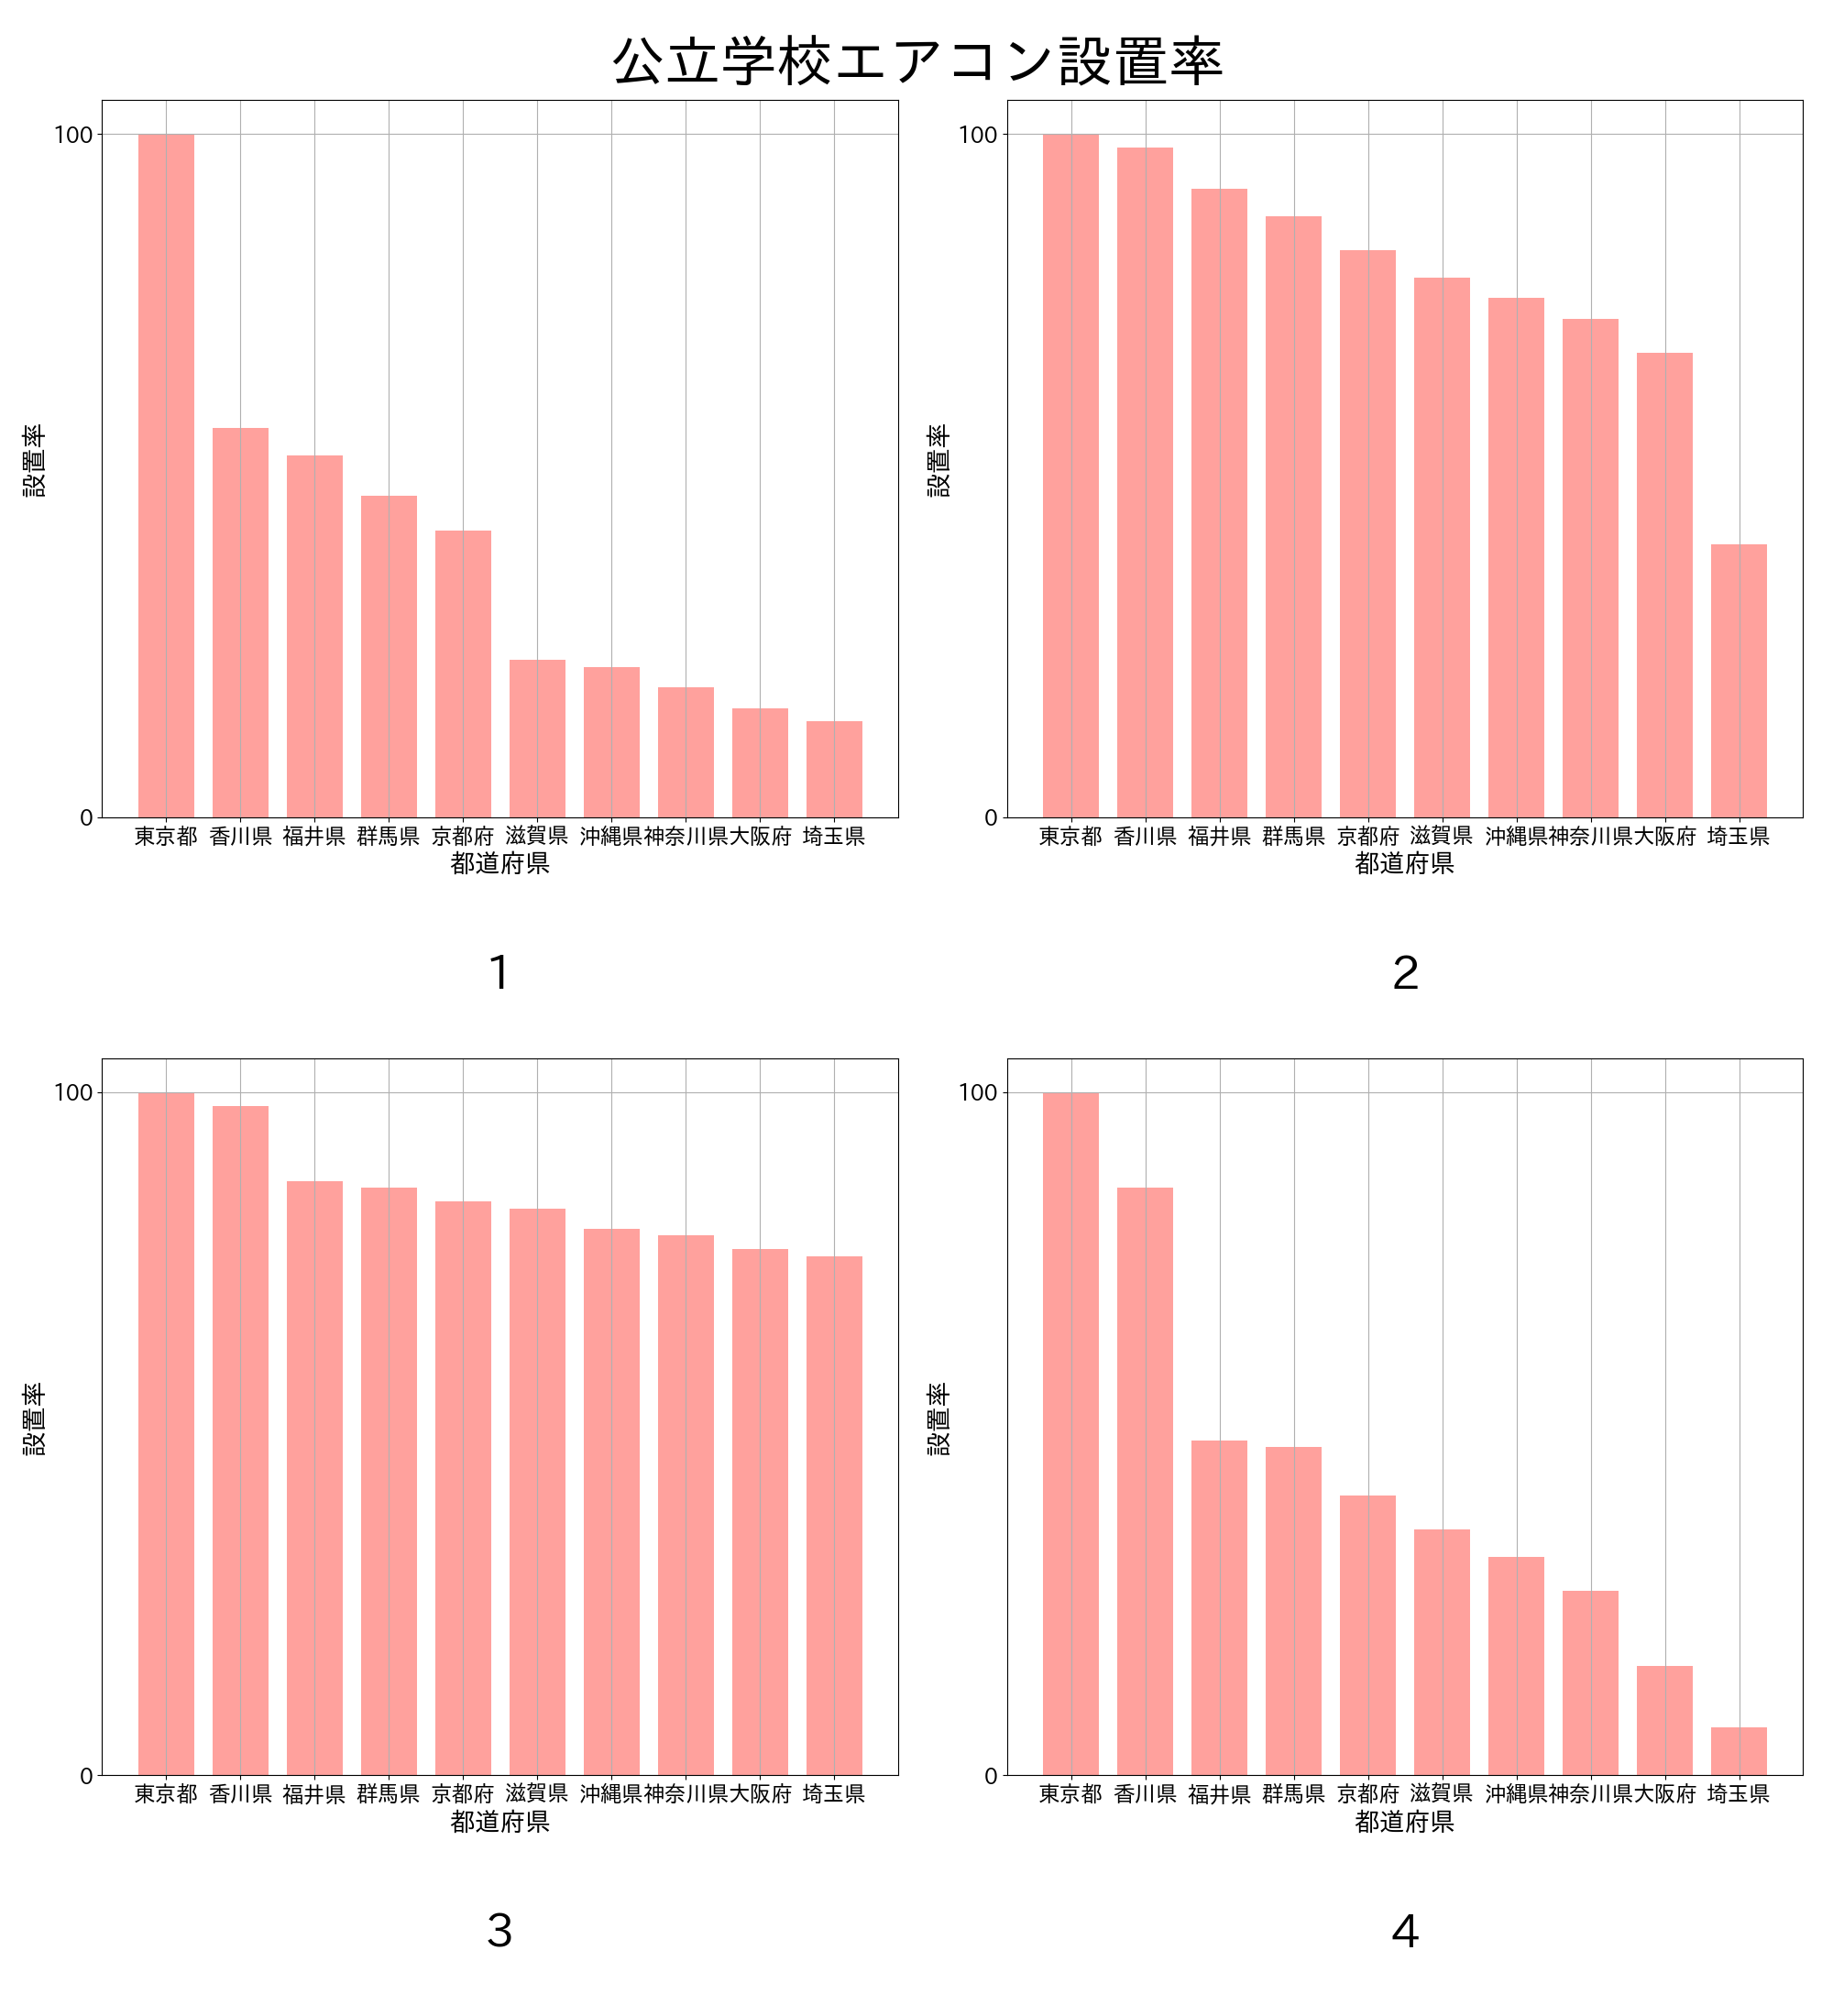 公立学校エアコン設置率
100
0
設置率
東京都 香川県 福井県 群馬県 京都府 滋賀県 沖縄県 神奈川県 大阪府 埼玉県
都道府県
1
100
0
設置率
東京都 香川県 福井県 群馬県 京都府 滋賀県 沖縄県 神奈川県 大阪府 埼玉県
都道府県
2
100
0
設置率
東京都 香川県 福井県 群馬県 京都府 滋賀県 沖縄県 神奈川県 大阪府 埼玉県
都道府県
3
100
0
設置率
東京都 香川県 福井県 群馬県 京都府 滋賀県 沖縄県 神奈川県 大阪府 埼玉県
都道府県
4